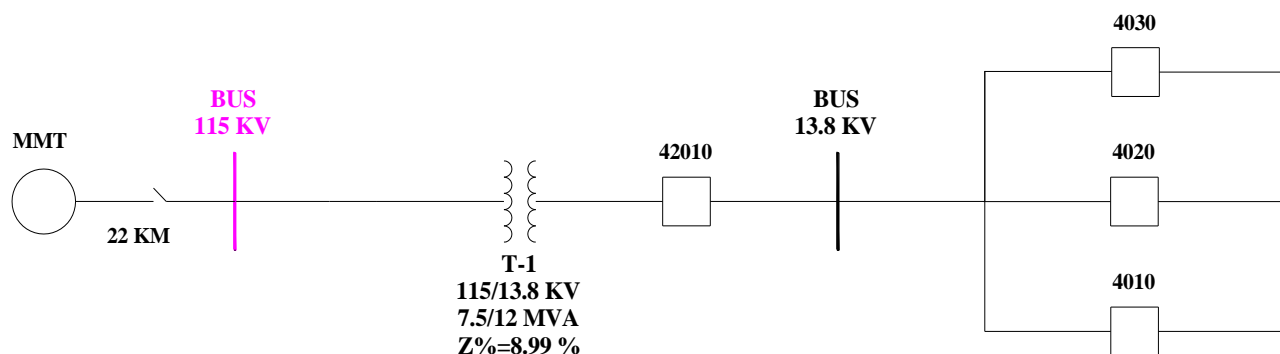 4030
BUS
115 KV
BUS
13.8 KV
MMT
42010
4020
22 KM
T-1
115/13.8 KV
7.5/12 MVA
Z%=8.99 %
4010